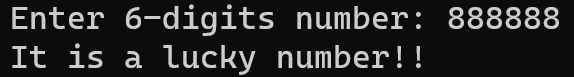 Enter 6-digits number: 888888
It is a lucky number!!